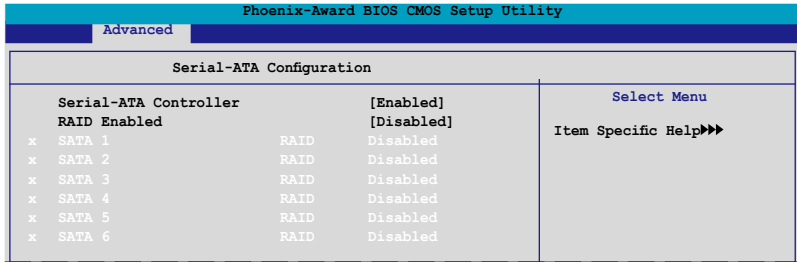 Phoenix-Award BIOS CMOS Setup Utility
Advanced
Serial-ATA Configuration
Select Menu
Item Specific Help▶▶▶
Serial-ATA Controller [Enabled]
RAID Enabled [Disabled]
x SATA 1 RAID Disabled
x SATA 2 RAID Disabled
x SATA 3 RAID Disabled
x SATA 4 RAID Disabled
x SATA 5 RAID Disabled
x SATA 6 RAID Disabled